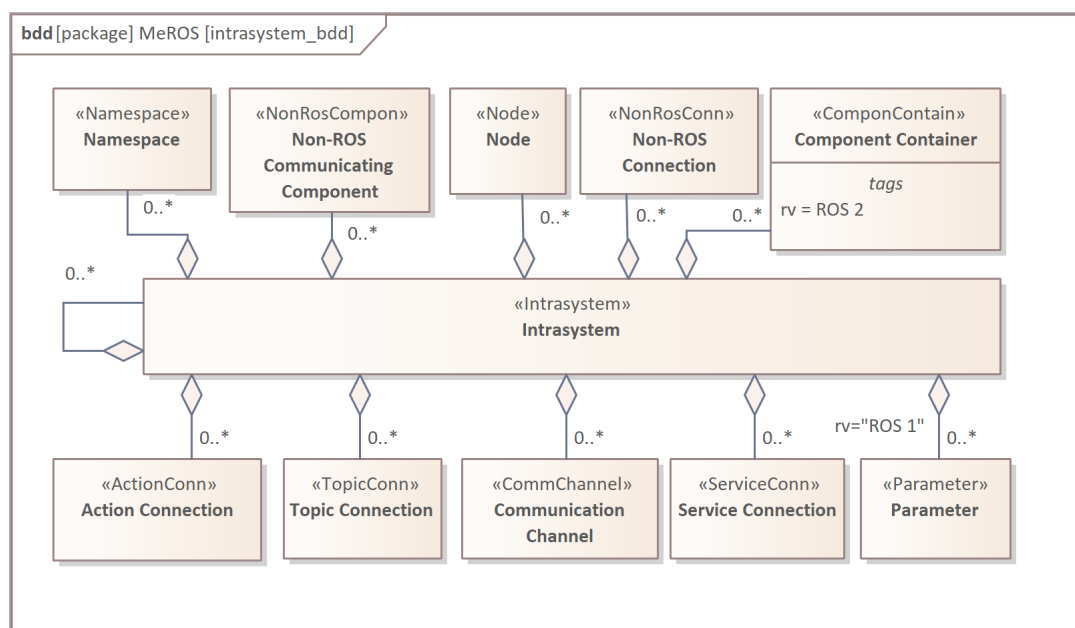 bdd [package] MeROS [intrasystem_bdd]
«Namespace»
Namespace
«NonRosCompon»
Non-ROS
Communicating
Component
«Node»
Node
«NonRosConn»
Non-ROS
Connection
«ComponContain»
Component Container
tags
rv = ROS 2
0..*
0..*
0..*
0..*
0..*
0..*
«Intrasystem»
Intrasystem
0..*
0..*
0..*
0..*
rv="ROS 1"
0..*
«ActionConn»
Action Connection
«TopicConn»
Topic Connection
«CommChannel»
Communication
Channel
«ServiceConn»
Service Connection
«Parameter»
Parameter